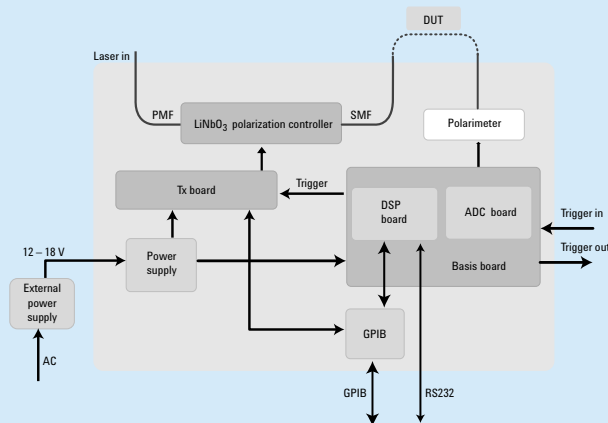 DUT
Laser in
PMF
SMF
LiNbO₃ polarization controller
Polarimeter
Tx board
Trigger
DSP
board
ADC board
Trigger in
12 – 18 V
Power
supply
Trigger out
Basis board
External
power
supply
GPIB
AC
GPIB
RS232